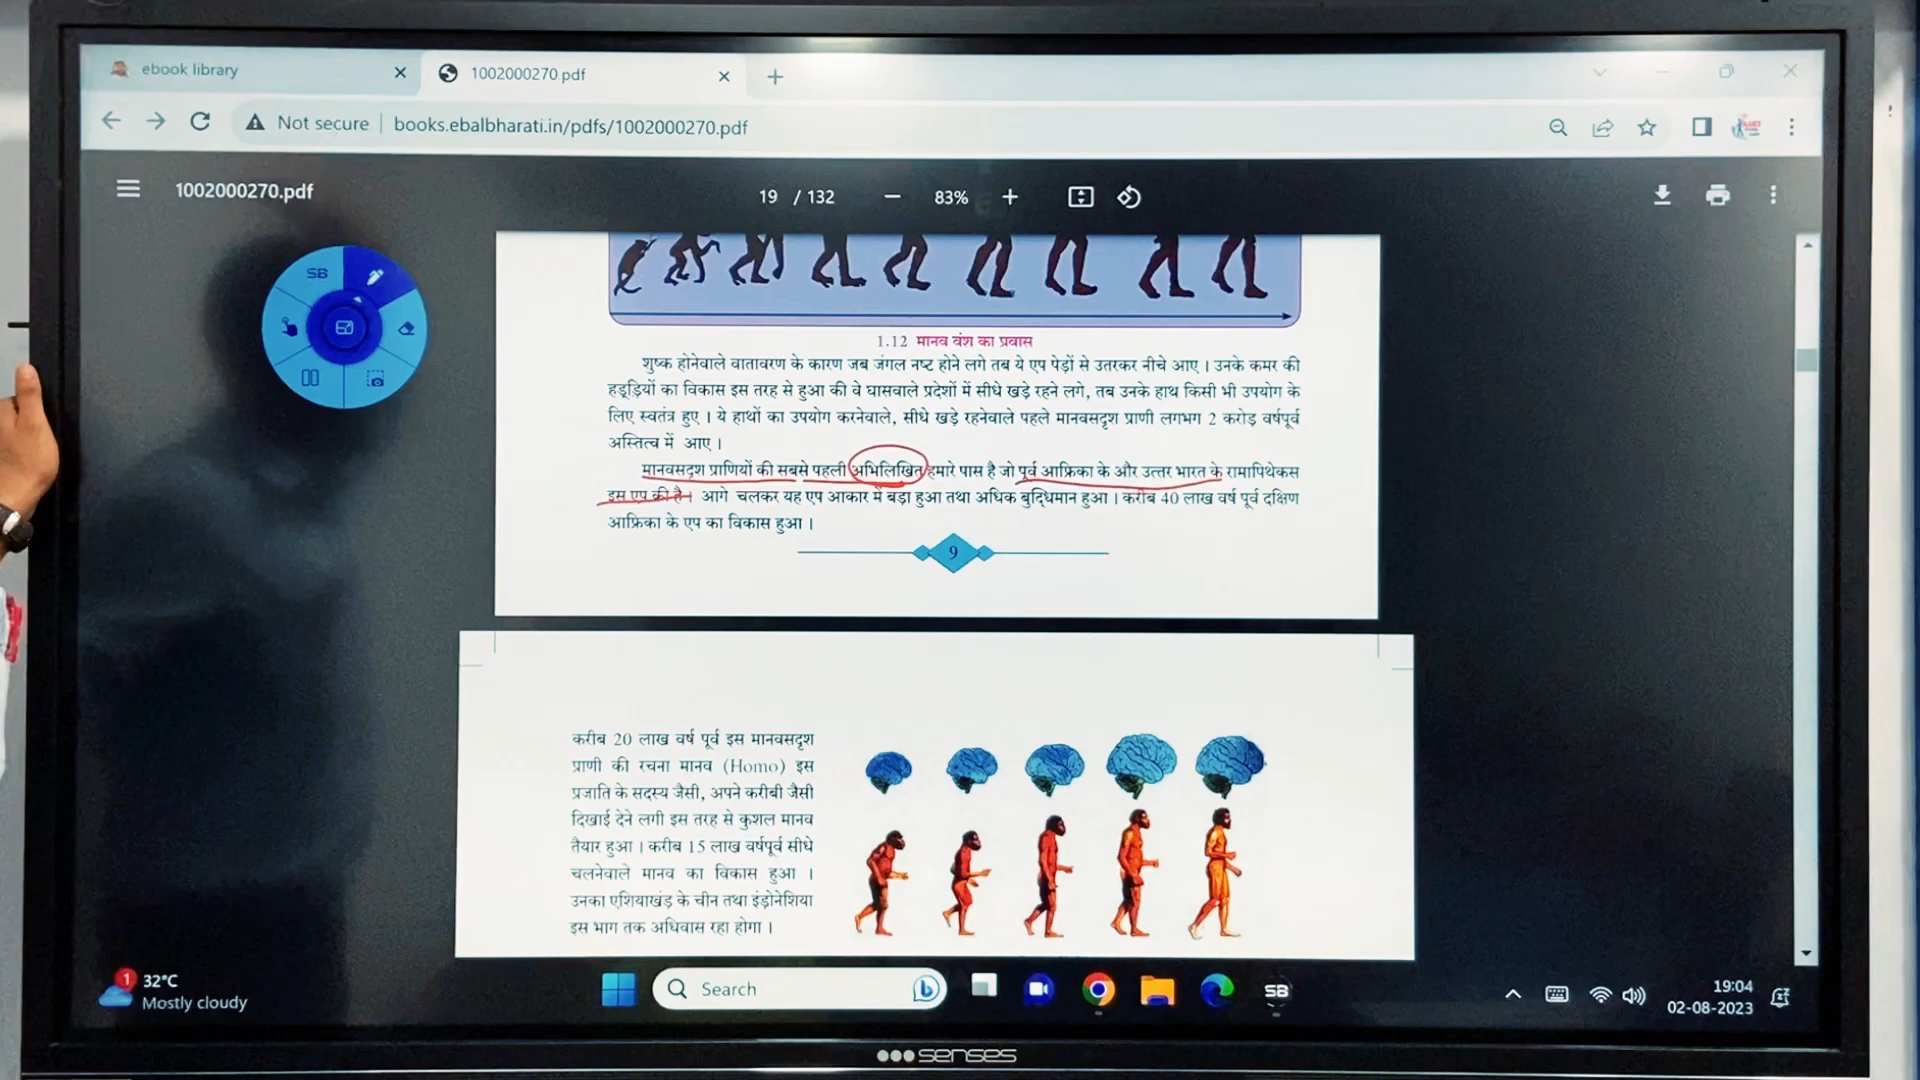 ebook library
1002000270.pdf
Not secure
books.ebalbharati.in/pdfs/1002000270.pdf
1002000270.pdf
19 / 132
83%
SB
1.12 मानव वंश का प्रवास
शुष्क होनेवाले वातावरण के कारण जब जंगल नष्ट होने लगे तब ये एप पेड़ों से उतरकर नीचे आए । उनके कमर की
हड्ड़ियों का विकास इस तरह से हुआ की वे घासवाले प्रदेशों में सीधे खड़े रहने लगे, तब उनके हाथ किसी भी उपयोग के
लिए स्वतंत्र हुए । ये हाथों का उपयोग करनेवाले, सीधे खड़े रहनेवाले पहले मानवसदृश प्राणी लगभग 2 करोड़ वर्षपूर्व
अस्तित्व में आए ।
मानवसदृश प्राणियों की सबसे पहली अभिलिखित हमारे पास है जो पूर्व आफ्रिका के और उत्तर भारत के रामापिथेकस
इस एप की है । आगे चलकर यह एप आकार में बड़ा हुआ तथा अधिक बुद्धिमान हुआ । करीब 40 लाख वर्ष पूर्व दक्षिण
आफ्रिका के एप का विकास हुआ ।
9
करीब 20 लाख वर्ष पूर्व इस मानवसदृश
प्राणी की रचना मानव (Homo) इस
प्रजाति के सदस्य जैसी, अपने करीबी जैसी
दिखाई देने लगी इस तरह से कुशल मानव
तैयार हुआ । करीब 15 लाख वर्षपूर्व सीधे
चलनेवाले मानव का विकास हुआ ।
उनका एशियाखंड़ के चीन तथा इंड़ोनेशिया
इस भाग तक अधिवास रहा होगा ।
1
32°C
Mostly cloudy
Search
SB
19:04
02-08-2023
senses